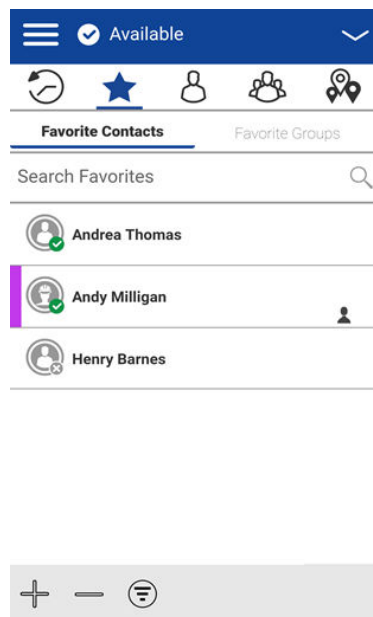 Available
Favorite Contacts Favorite Groups
Search Favorites
Andrea Thomas
Andy Milligan
Henry Barnes